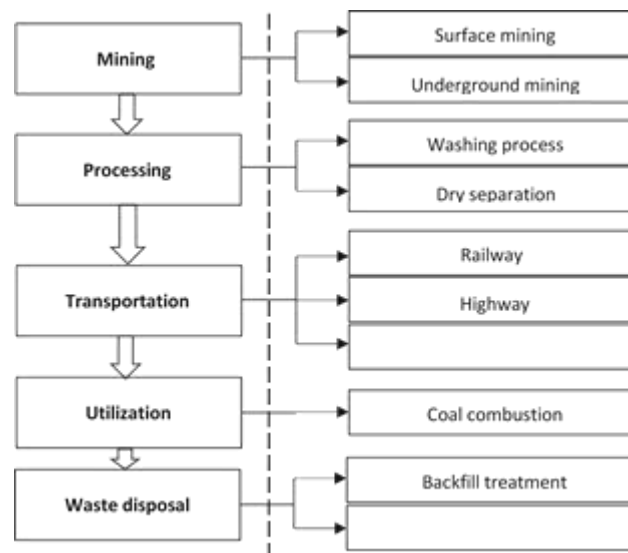 Mining
Surface mining
Underground mining
Processing
Washing process
Dry separation
Transportation
Railway
Highway
Utilization
Coal combustion
Waste disposal
Backfill treatment